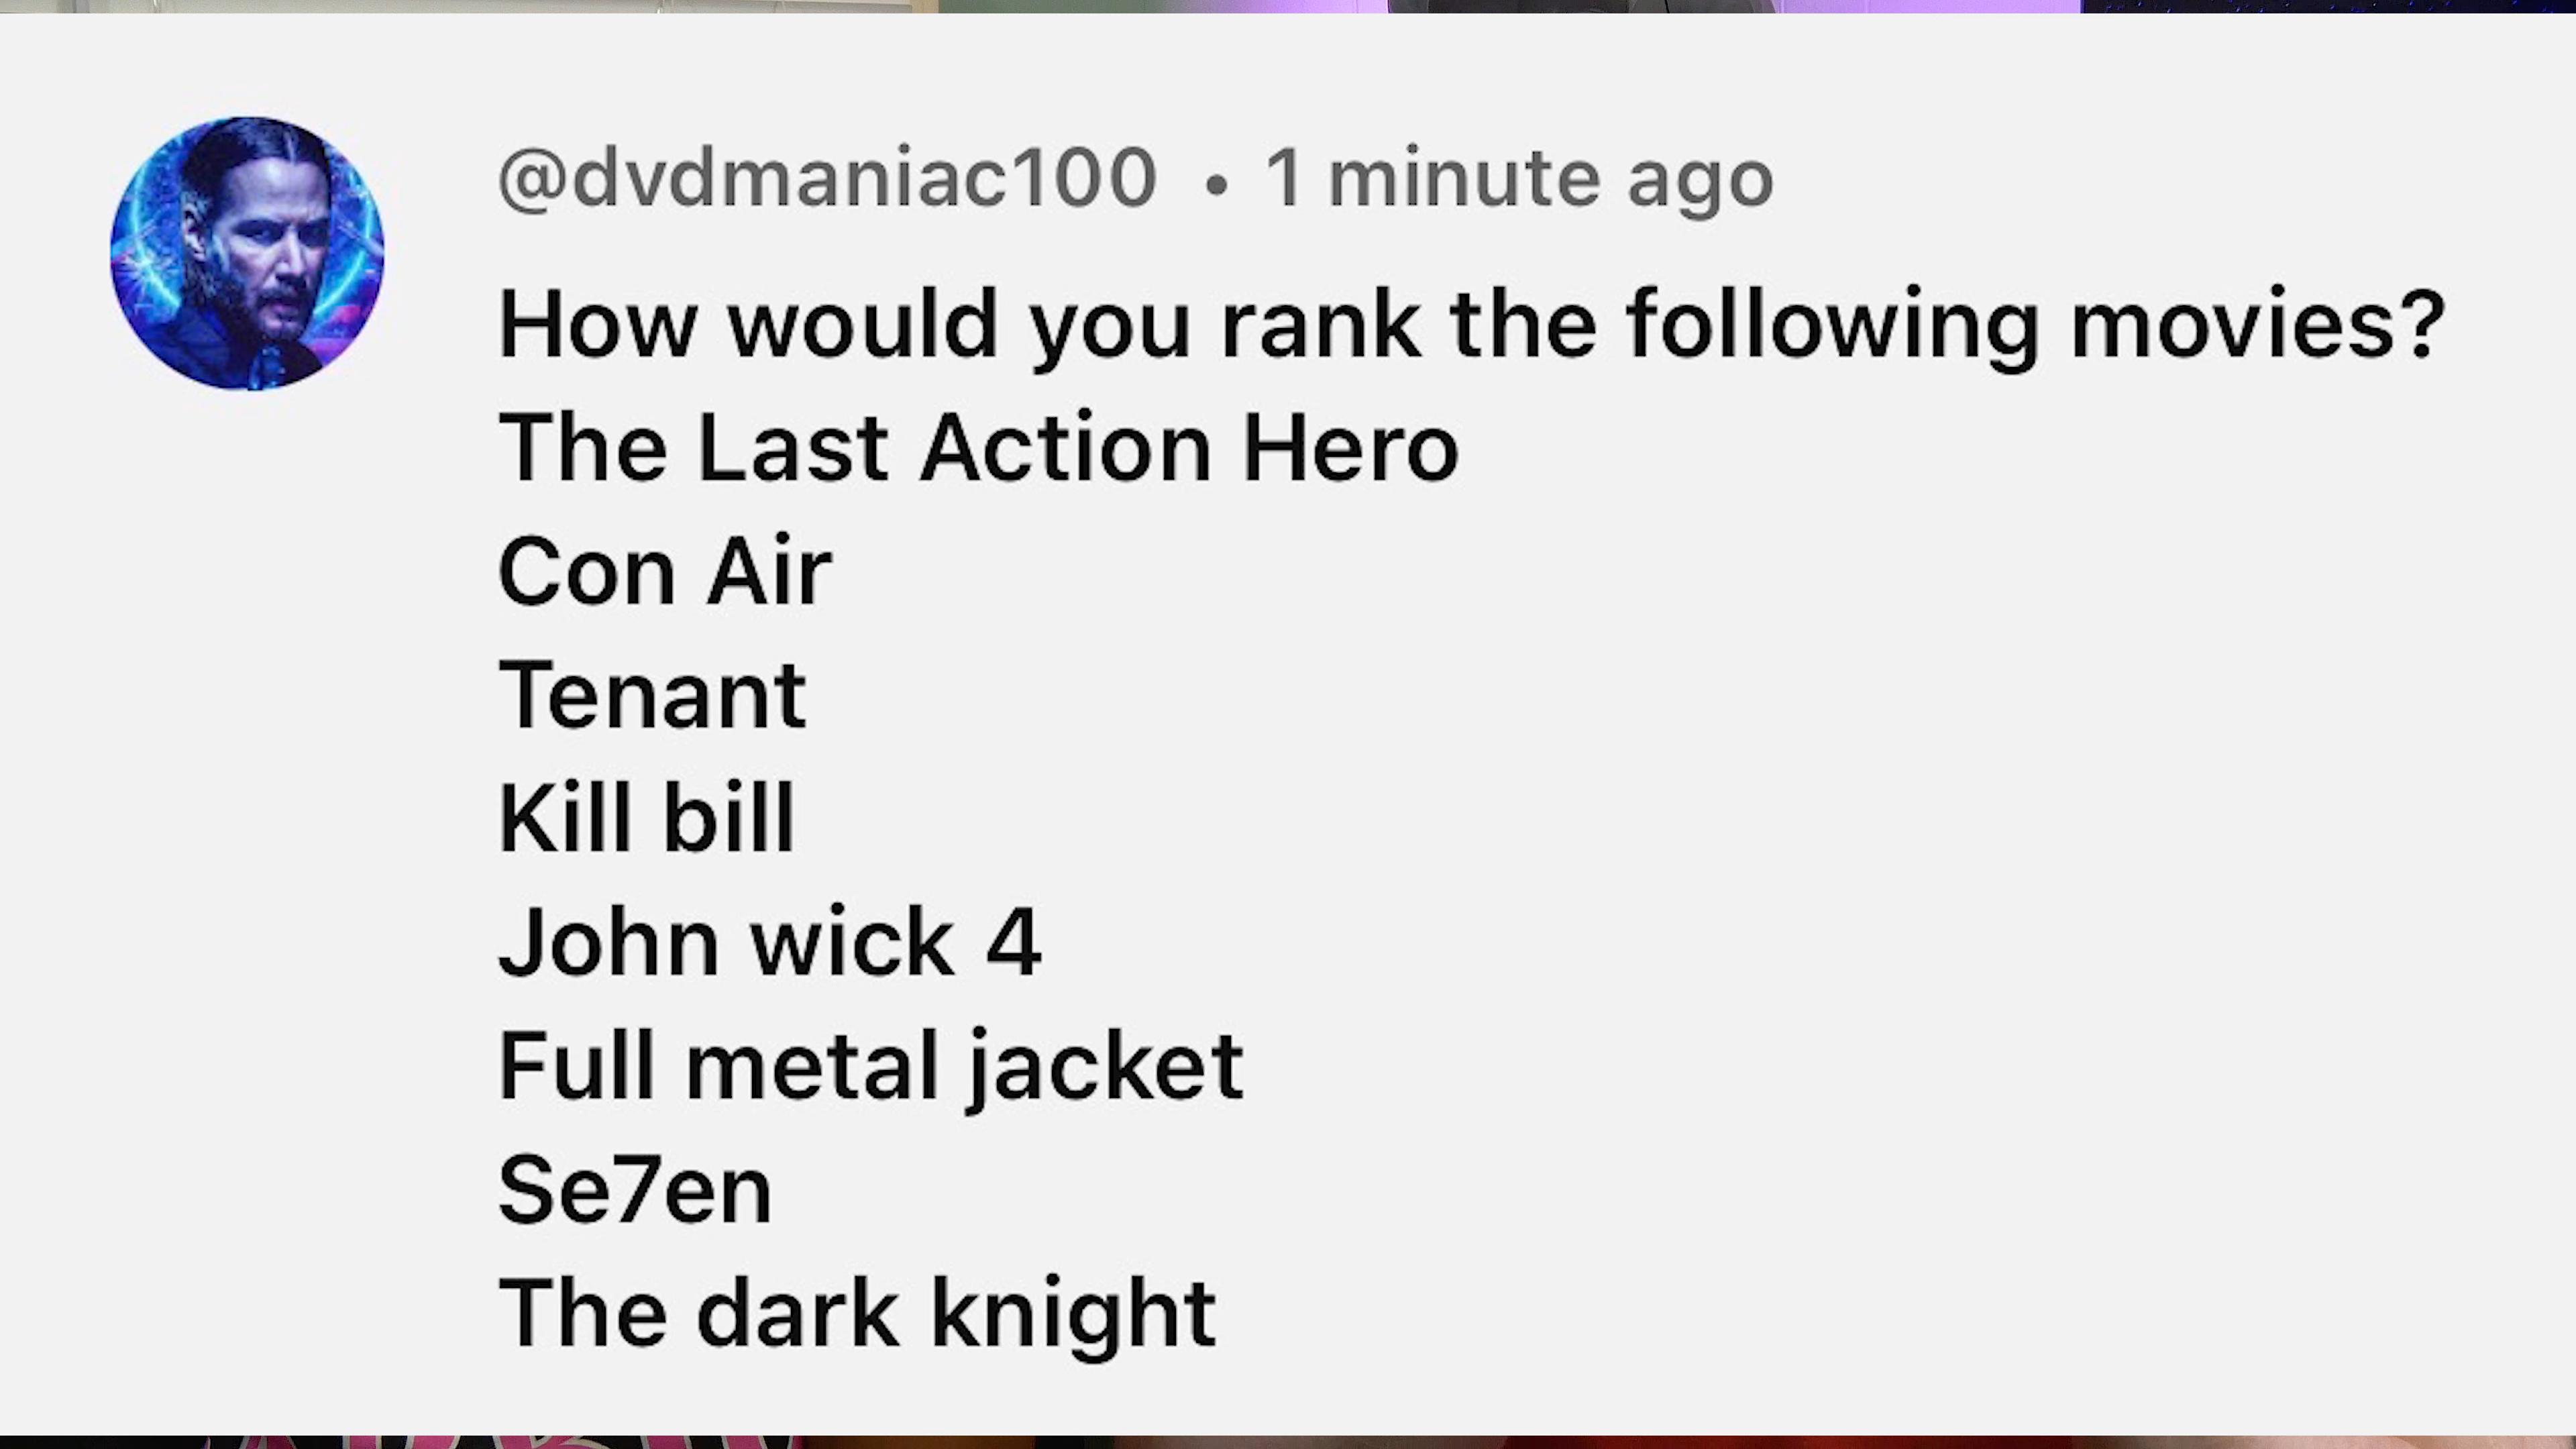 @dvdmaniac100 • 1 minute ago
How would you rank the following movies?
The Last Action Hero
Con Air
Tenant
Kill bill
John wick 4
Full metal jacket
Se7en
The dark knight